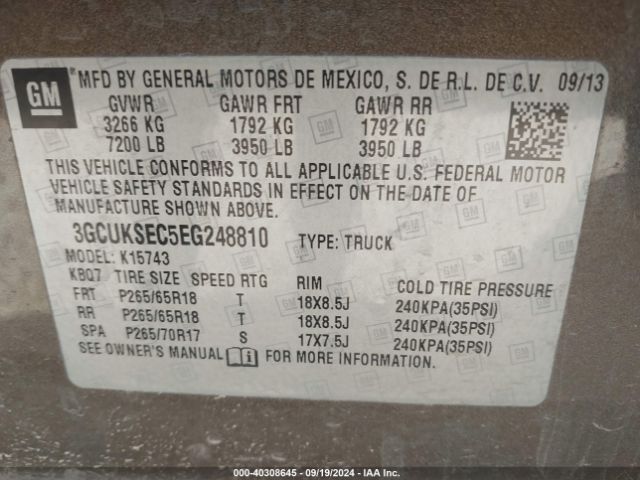 GM ® MFD BY GENERAL MOTORS DE MEXICO, S. DE R.L. DE C.V. 09/13
GVWR GAWR FRT GAWR RR
3266 KG 1792 KG 1792 KG
7200 LB 3950 LB 3950 LB
THIS VEHICLE CONFORMS TO ALL APPLICABLE U.S. FEDERAL MOTOR
VEHICLE SAFETY STANDARDS IN EFFECT ON THE DATE OF
MANUFACTURE SHOWN ABOVE.
3GCUKSEC5EG248810 TYPE: TRUCK
MODEL: K15743
KBQ7 TIRE SIZE SPEED RTG RIM COLD TIRE PRESSURE
FRT P265/65R18 T 18X8.5J 240KPA(35PSI)
RR P265/65R18 T 18X8.5J 240KPA(35PSI)
SPA P265/70R17 S 17X7.5J 240KPA(35PSI)
SEE OWNER'S MANUAL FOR MORE INFORMATION.
000-40308645 - 09/19/2024 - IAA Inc.